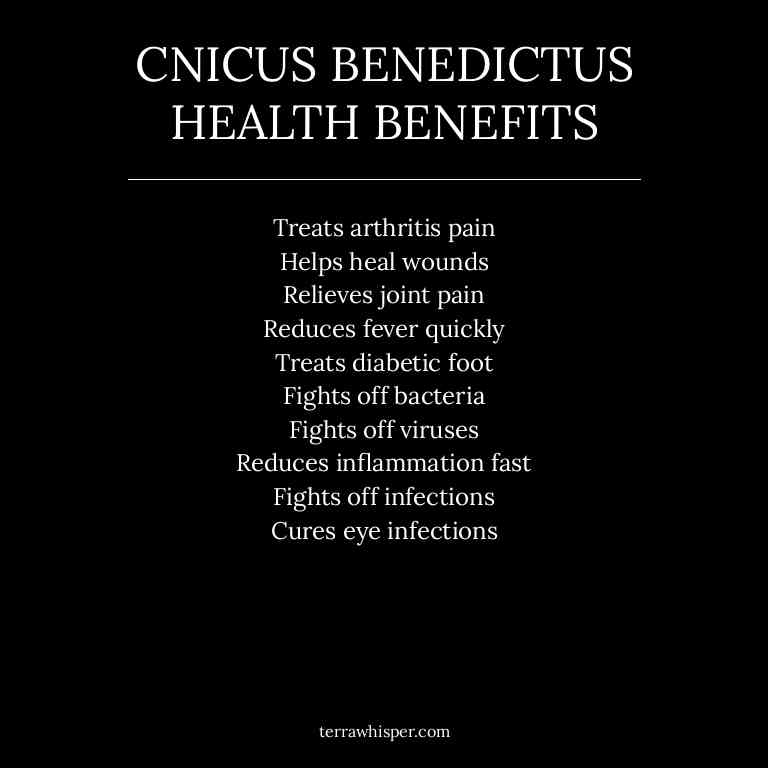 CNICUS BENEDICTUS
HEALTH BENEFITS
Treats arthritis pain
Helps heal wounds
Relieves joint pain
Reduces fever quickly
Treats diabetic foot
Fights off bacteria
Fights off viruses
Reduces inflammation fast
Fights off infections
Cures eye infections
terrawhisper.com